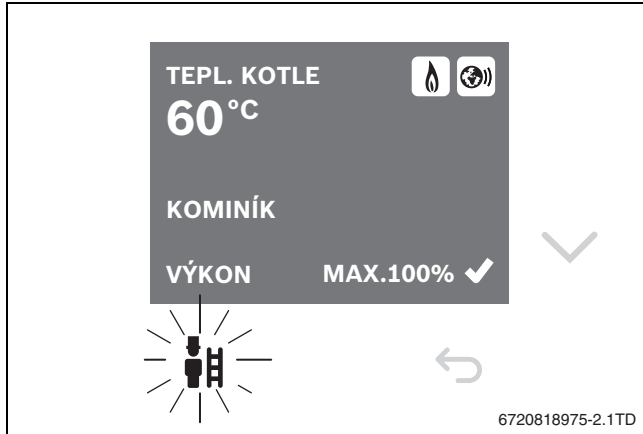 TEPL. KOTLE
60°C
KOMINÍK
VÝKON MAX.100%
6720818975-2.1TD